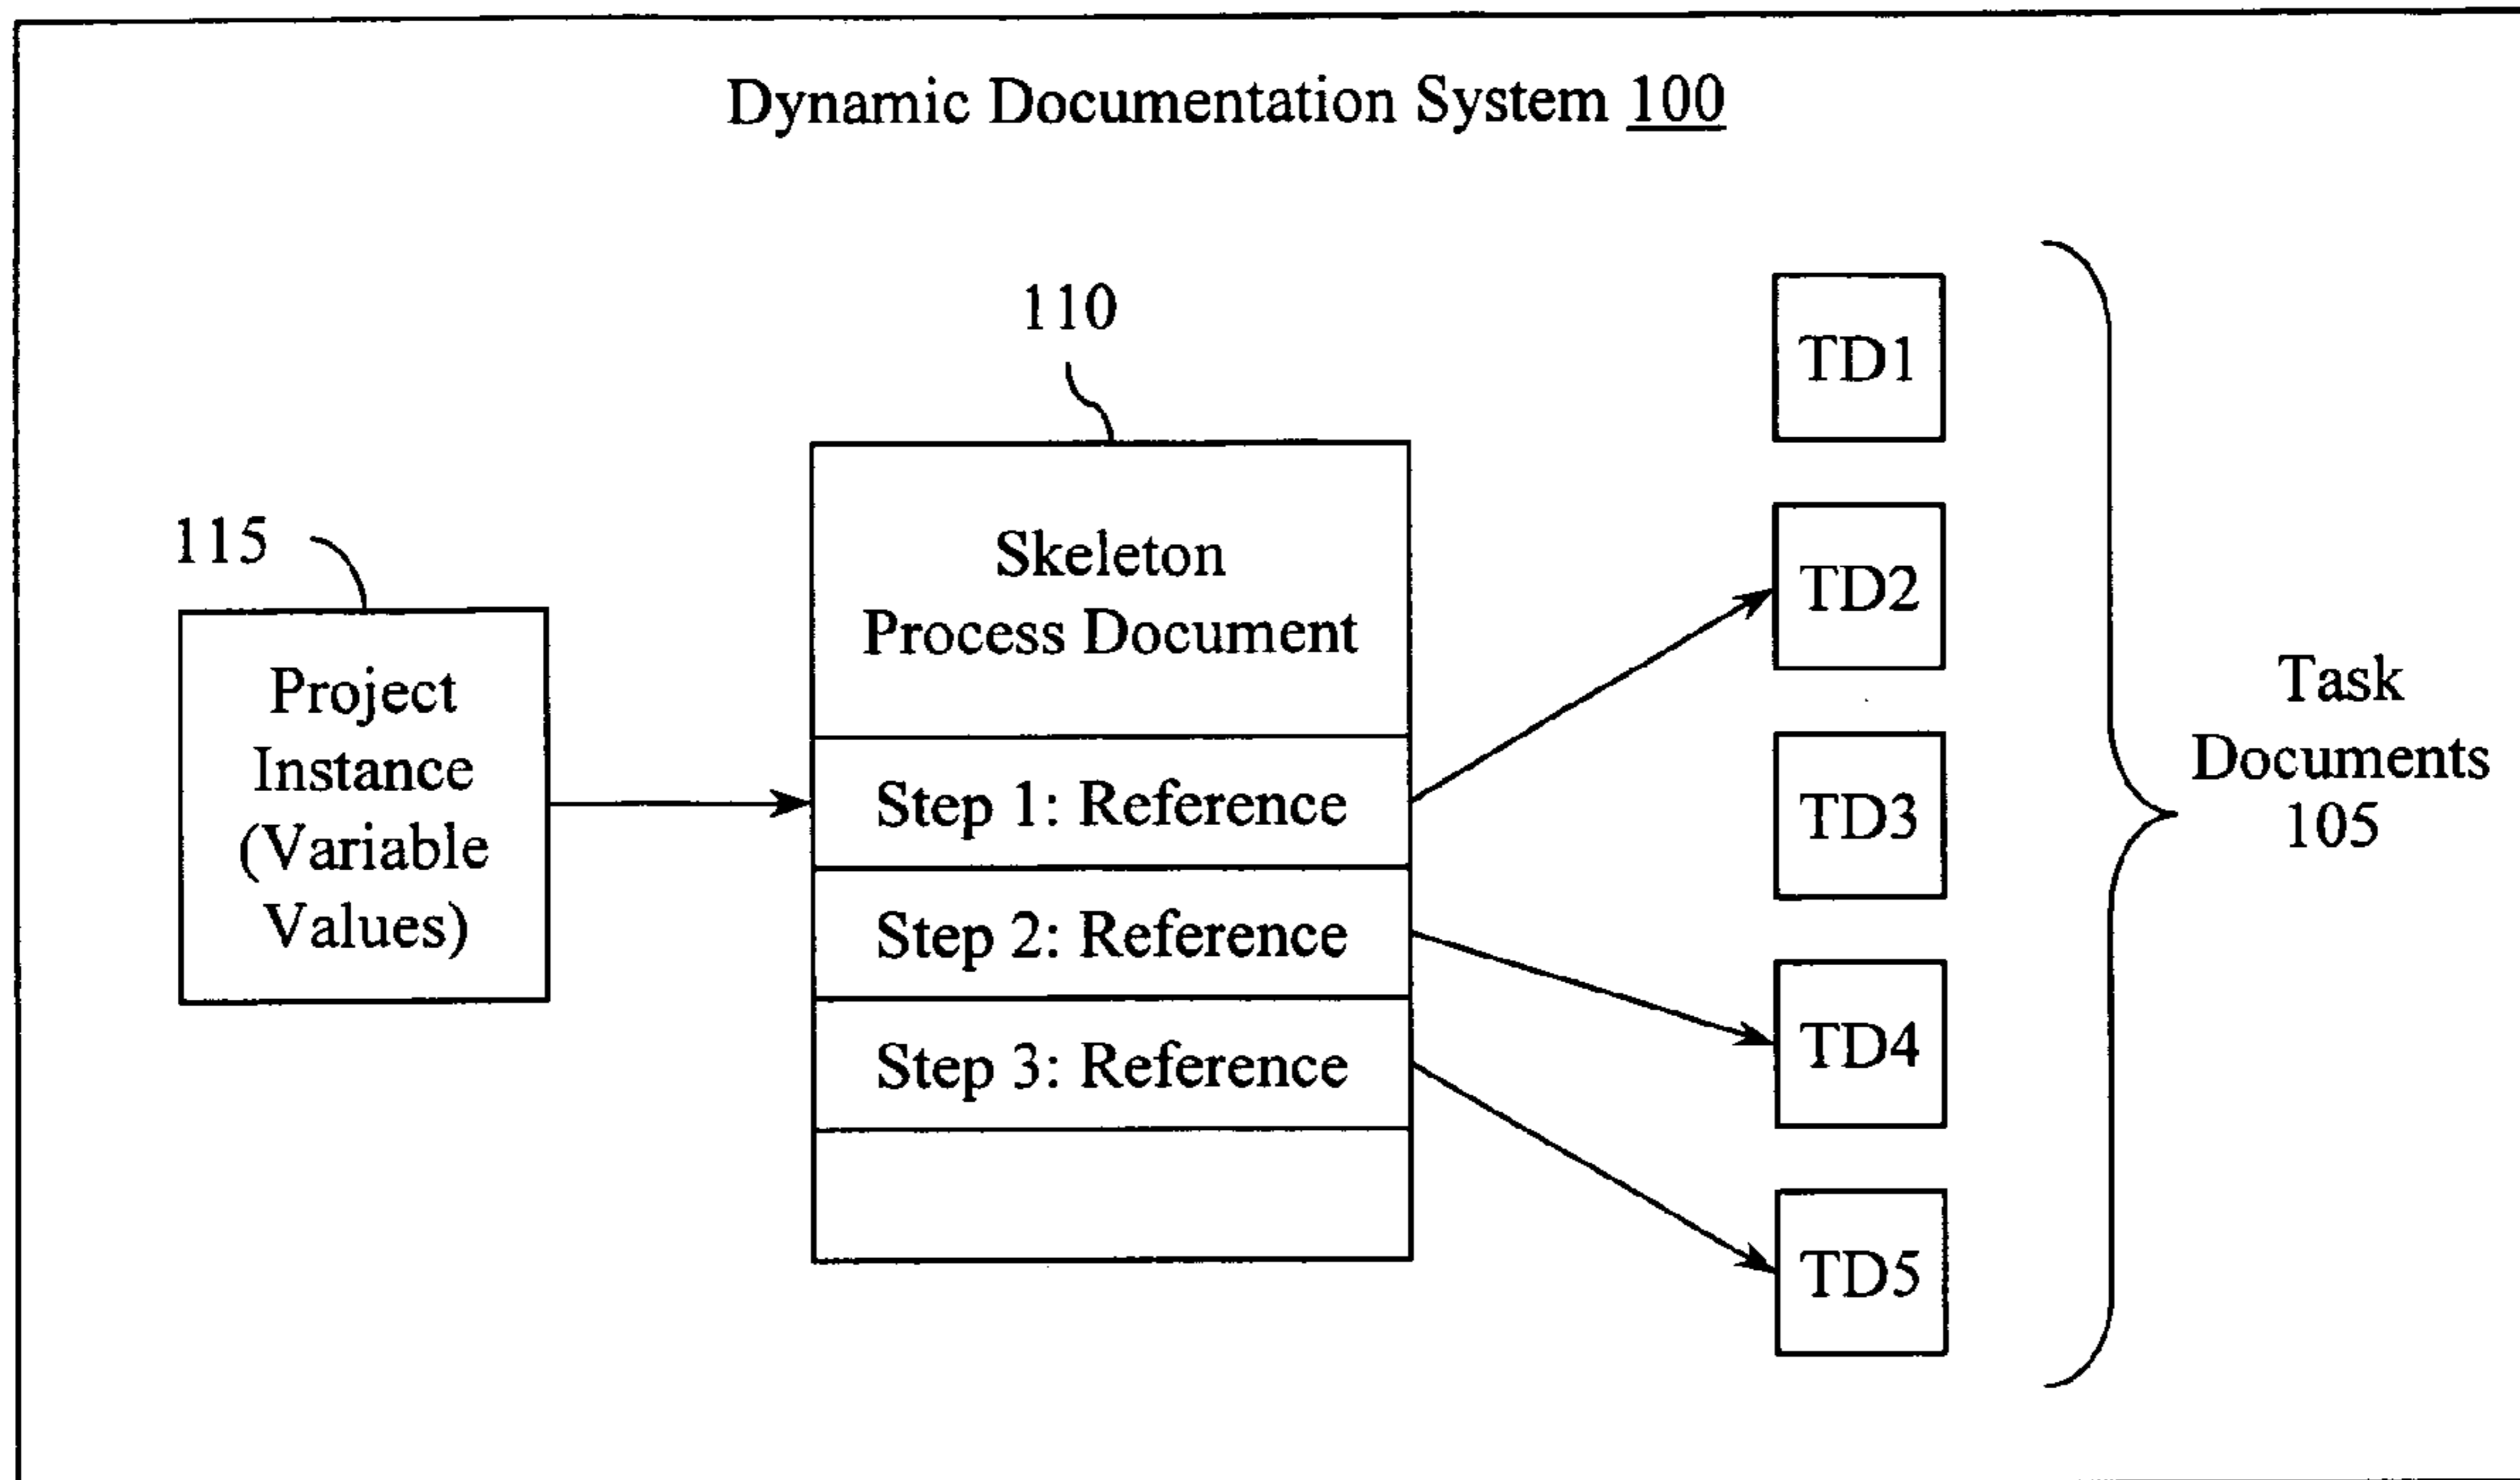 Dynamic Documentation System 100
110
115
Project
Instance
(Variable
Values)
Skeleton
Process Document
Step 1: Reference
Step 2: Reference
Step 3: Reference
TD1
TD2
TD3
TD4
TD5
Task
Documents
105